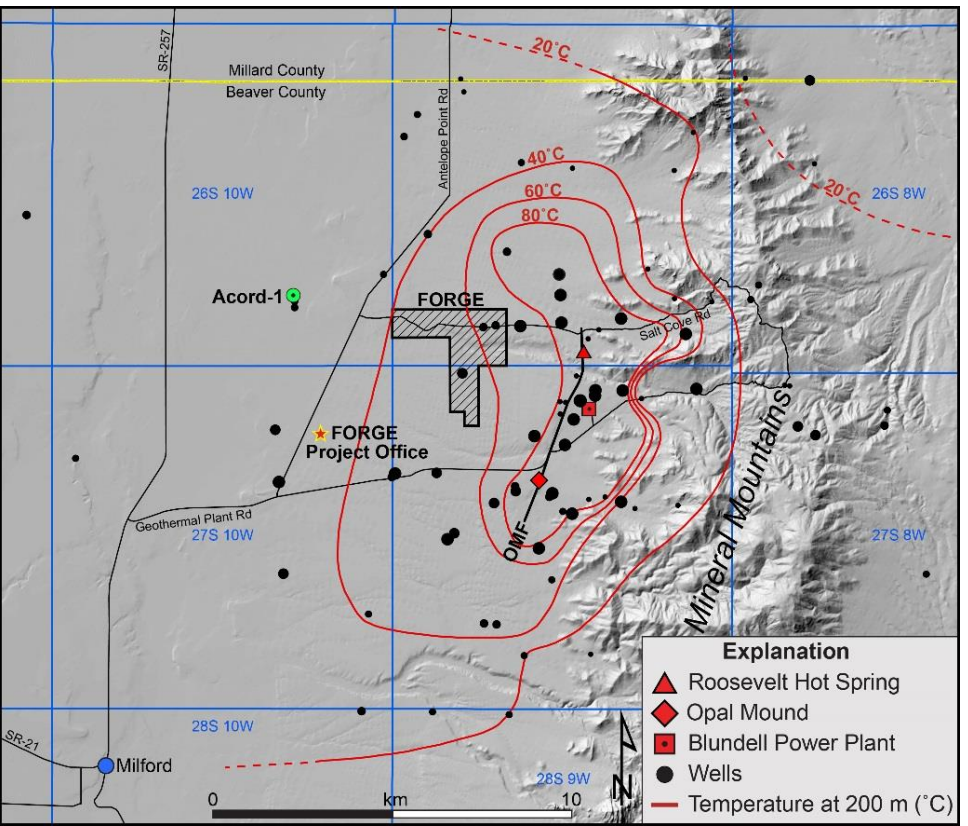 SR-257
20˚C
Millard County
Beaver County
Antelope Point Rd
40˚C
26S 10W
60˚C
20˚C
26S 8W
80˚C
Acord-1
FORGE
Salt Cove Rd
FORGE
Project Office
Mineral Mountains
Geothermal Plant Rd
OMF
27S 10W
27S 8W
28S 10W
SR-21
Milford
28S 9W
N
0 km 10
Explanation
Roosevelt Hot Spring
Opal Mound
Blundell Power Plant
Wells
Temperature at 200 m (˚C)